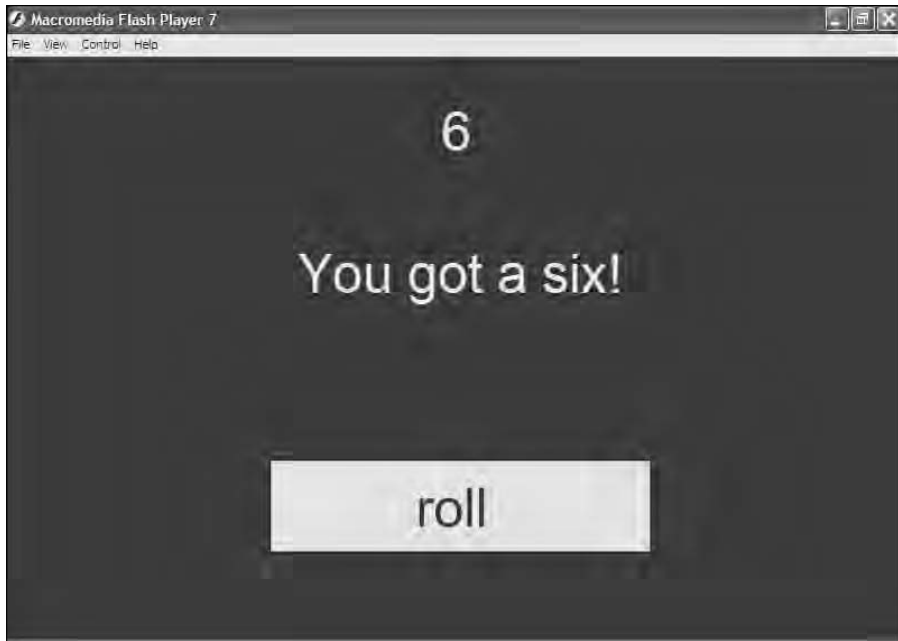 Macromedia Flash Player 7
File View Control Help
6
You got a six!
roll